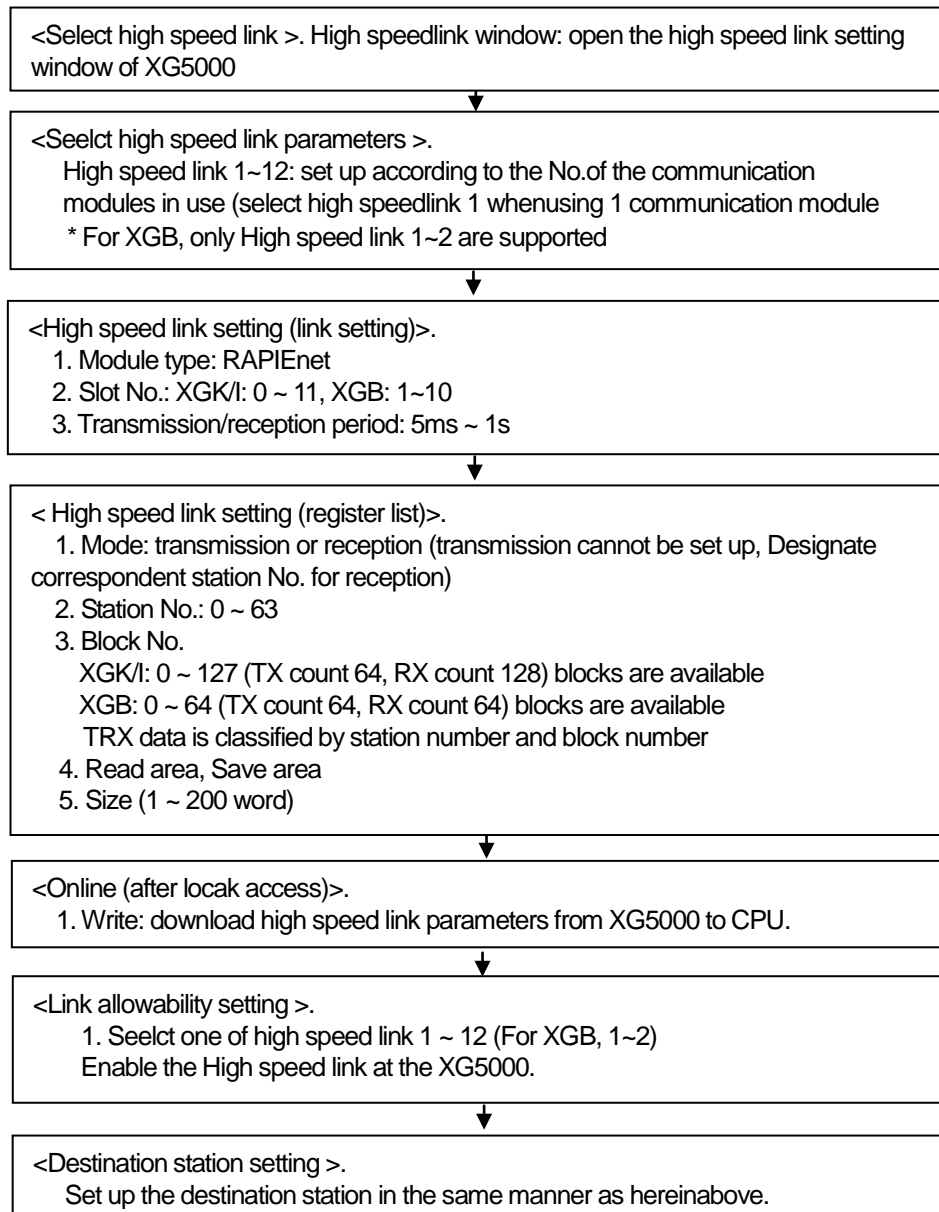 <Select high speed link >. High speedlink window: open the high speed link setting
window of XG5000
<Seelct high speed link parameters >.
High speed link 1~12: set up according to the No.of the communication
modules in use (select high speedlink 1 whenusing 1 communication module
* For XGB, only High speed link 1~2 are supported
<High speed link setting (link setting)>.
1. Module type: RAPIEnet
2. Slot No.: XGK/I: 0 ~ 11, XGB: 1~10
3. Transmission/reception period: 5ms ~ 1s
< High speed link setting (register list)>.
1. Mode: transmission or reception (transmission cannot be set up, Designate
correspondent station No. for reception)
2. Station No.: 0 ~ 63
3. Block No.
XGK/I: 0 ~ 127 (TX count 64, RX count 128) blocks are available
XGB: 0 ~ 64 (TX count 64, RX count 64) blocks are available
TRX data is classified by station number and block number
4. Read area, Save area
5. Size (1 ~ 200 word)
<Online (after locak access)>.
1. Write: download high speed link parameters from XG5000 to CPU.
<Link allowability setting >.
1. Seelct one of high speed link 1 ~ 12 (For XGB, 1~2)
Enable the High speed link at the XG5000.
<Destination station setting >.
Set up the destination station in the same manner as hereinabove.